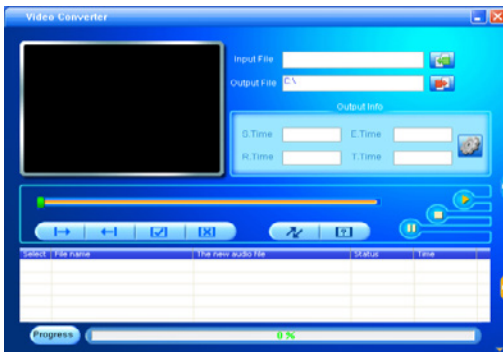 Video Converter
Input File
Output File C:\
Output Info
S.Time E.Time
R.Time T.Time
Select File name The new audio file Status Time
Progress 0 %